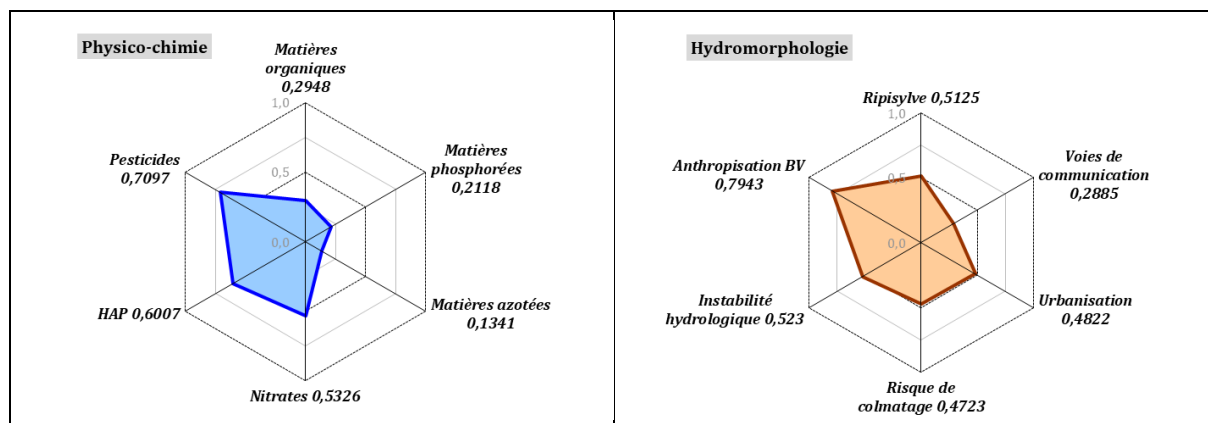 Physico-chimie
Matières
organiques
0,2948
1,0
Pesticides
0,7097
Matières
phosphorées
0,2118
0,5
0,0
HAP 0,6007
Matières azotées
0,1341
Nitrates 0,5326
Hydromorphologie
Ripisylve 0,5125
1,0
Anthropisation BV
0,7943
Voies de
communication
0,2885
0,5
0,0
Instabilité
hydrologique 0,523
Urbanisation
0,4822
Risque de
colmatage 0,4723